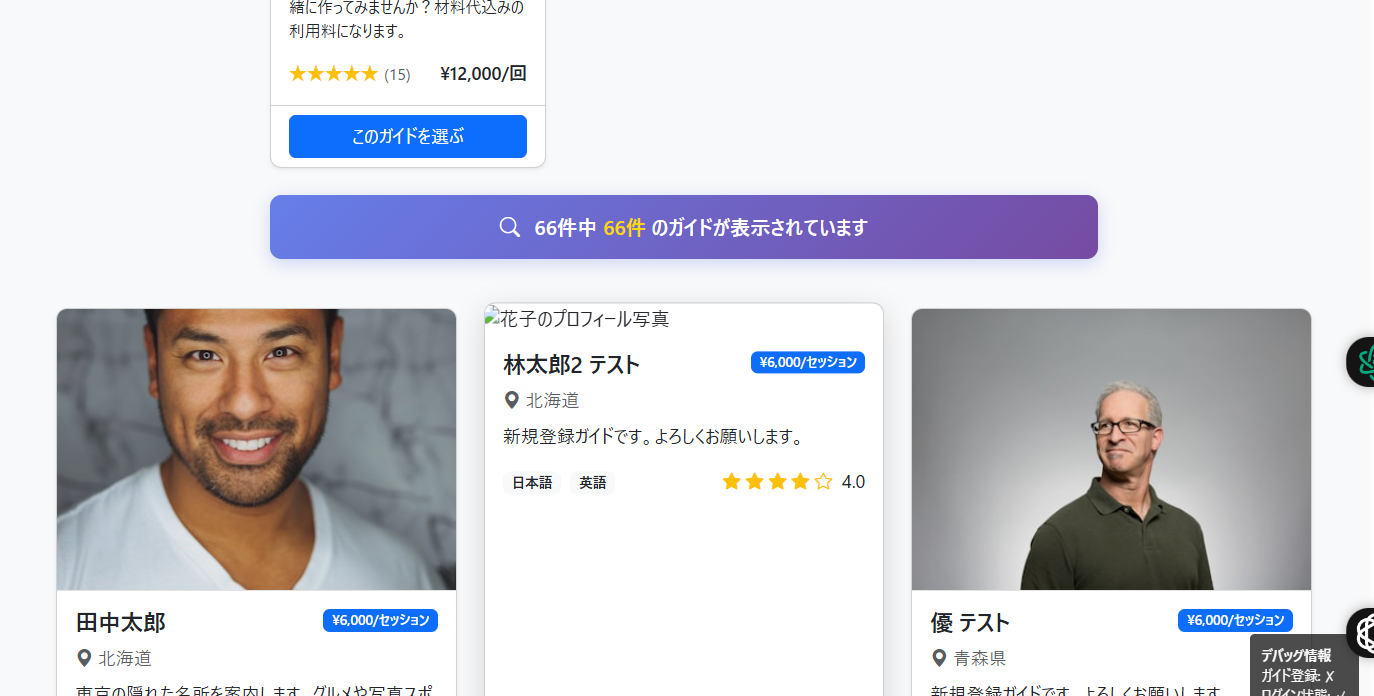 緒に作ってみませんか？材料代込みの
利用料になります。
★★★★★ (15) ¥12,000/回
このガイドを選ぶ
66件中 66件 のガイドが表示されています
花子のプロフィール写真
林太郎2 テスト ¥6,000/セッション
北海道
新規登録ガイドです。よろしくお願いします。
日本語 英語 4.0
田中太郎 ¥6,000/セッション
北海道
東京の隠れた名所を案内します。グルメや写真スポ
優 テスト ¥6,000/セッション
青森県
新規登録ガイドです。よろしくお願いします。
デバッグ情報
ガイド登録: ✗
ログイン状態: ✓